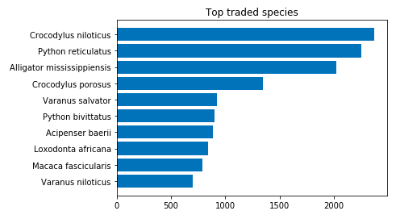 Top traded species
Crocodylus niloticus
Python reticulatus
Alligator mississippiensis
Crocodylus porosus
Varanus salvator
Python bivittatus
Acipenser baerii
Loxodonta africana
Macaca fascicularis
Varanus niloticus
0 500 1000 1500 2000